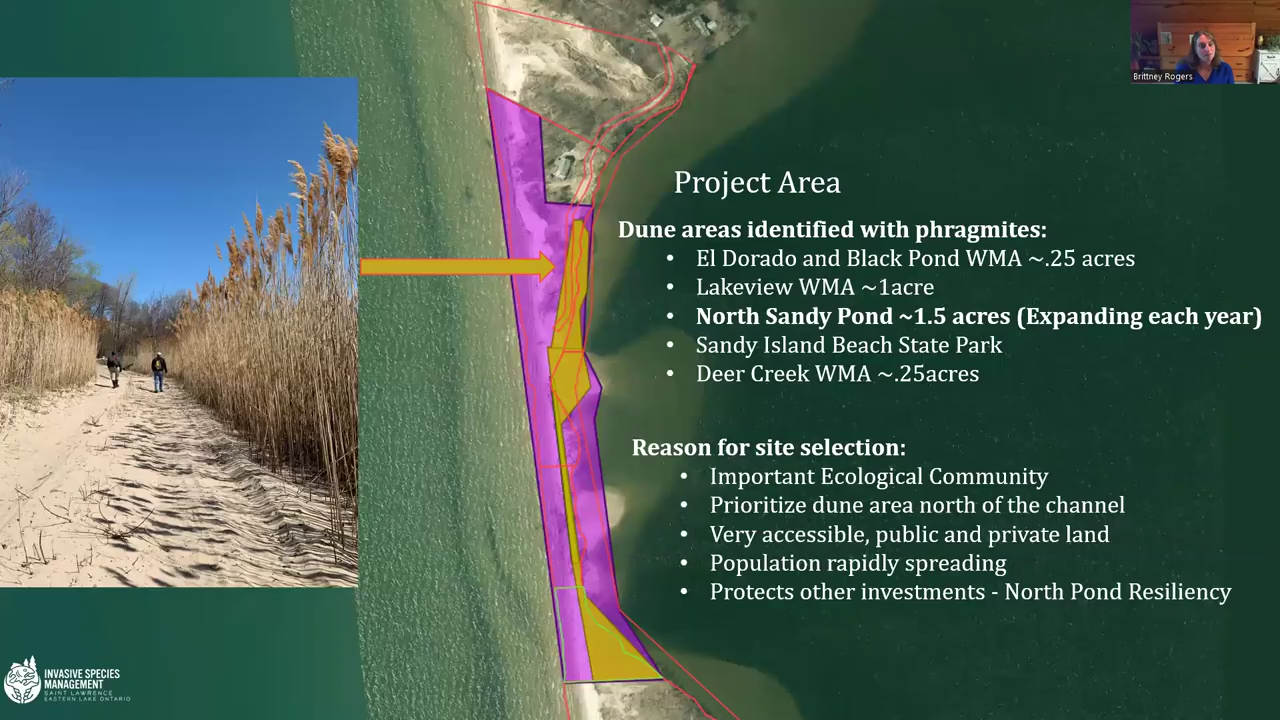 Brittney Rogers
Project Area
Dune areas identified with phragmites:
• El Dorado and Black Pond WMA ~.25 acres
• Lakeview WMA ~1acre
• North Sandy Pond ~1.5 acres (Expanding each year)
• Sandy Island Beach State Park
• Deer Creek WMA ~.25acres
Reason for site selection:
• Important Ecological Community
• Prioritize dune area north of the channel
• Very accessible, public and private land
• Population rapidly spreading
• Protects other investments - North Pond Resiliency
INVASIVE SPECIES
MANAGEMENT
SAINT LAWRENCE
EASTERN LAKE ONTARIO